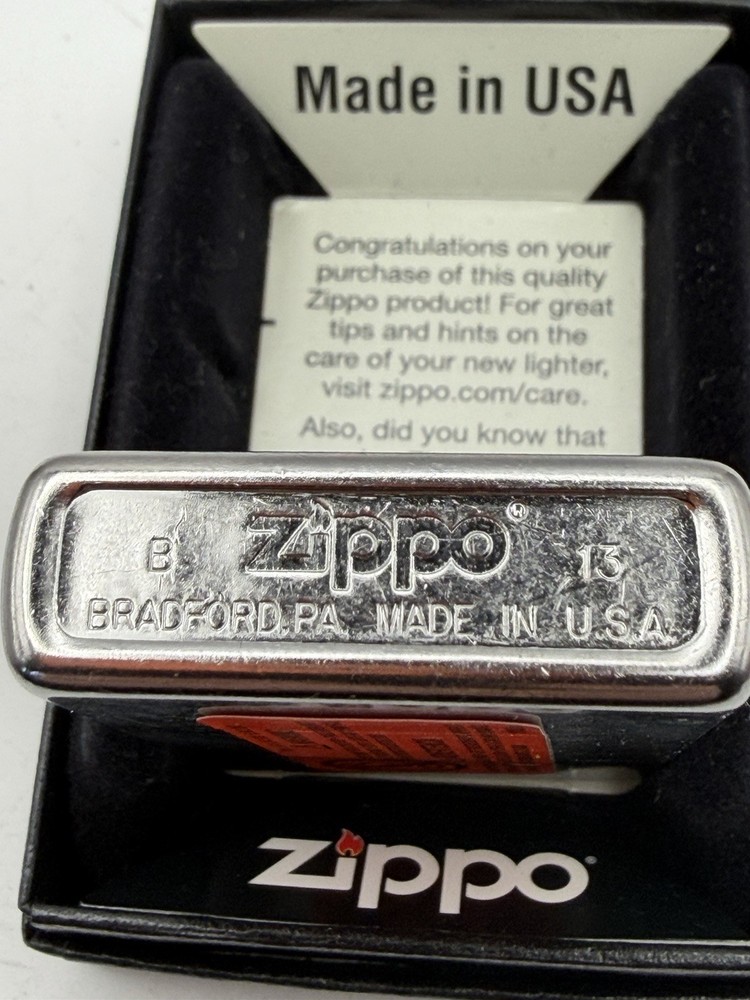 Made in USA
Congratulations on your
purchase of this quality
Zippo product! For great
tips and hints on the
care of your new lighter,
visit zippo.com/care.
Also, did you know that
B zippo® 13
BRADFORD, PA. MADE IN U.S.A.
zippo